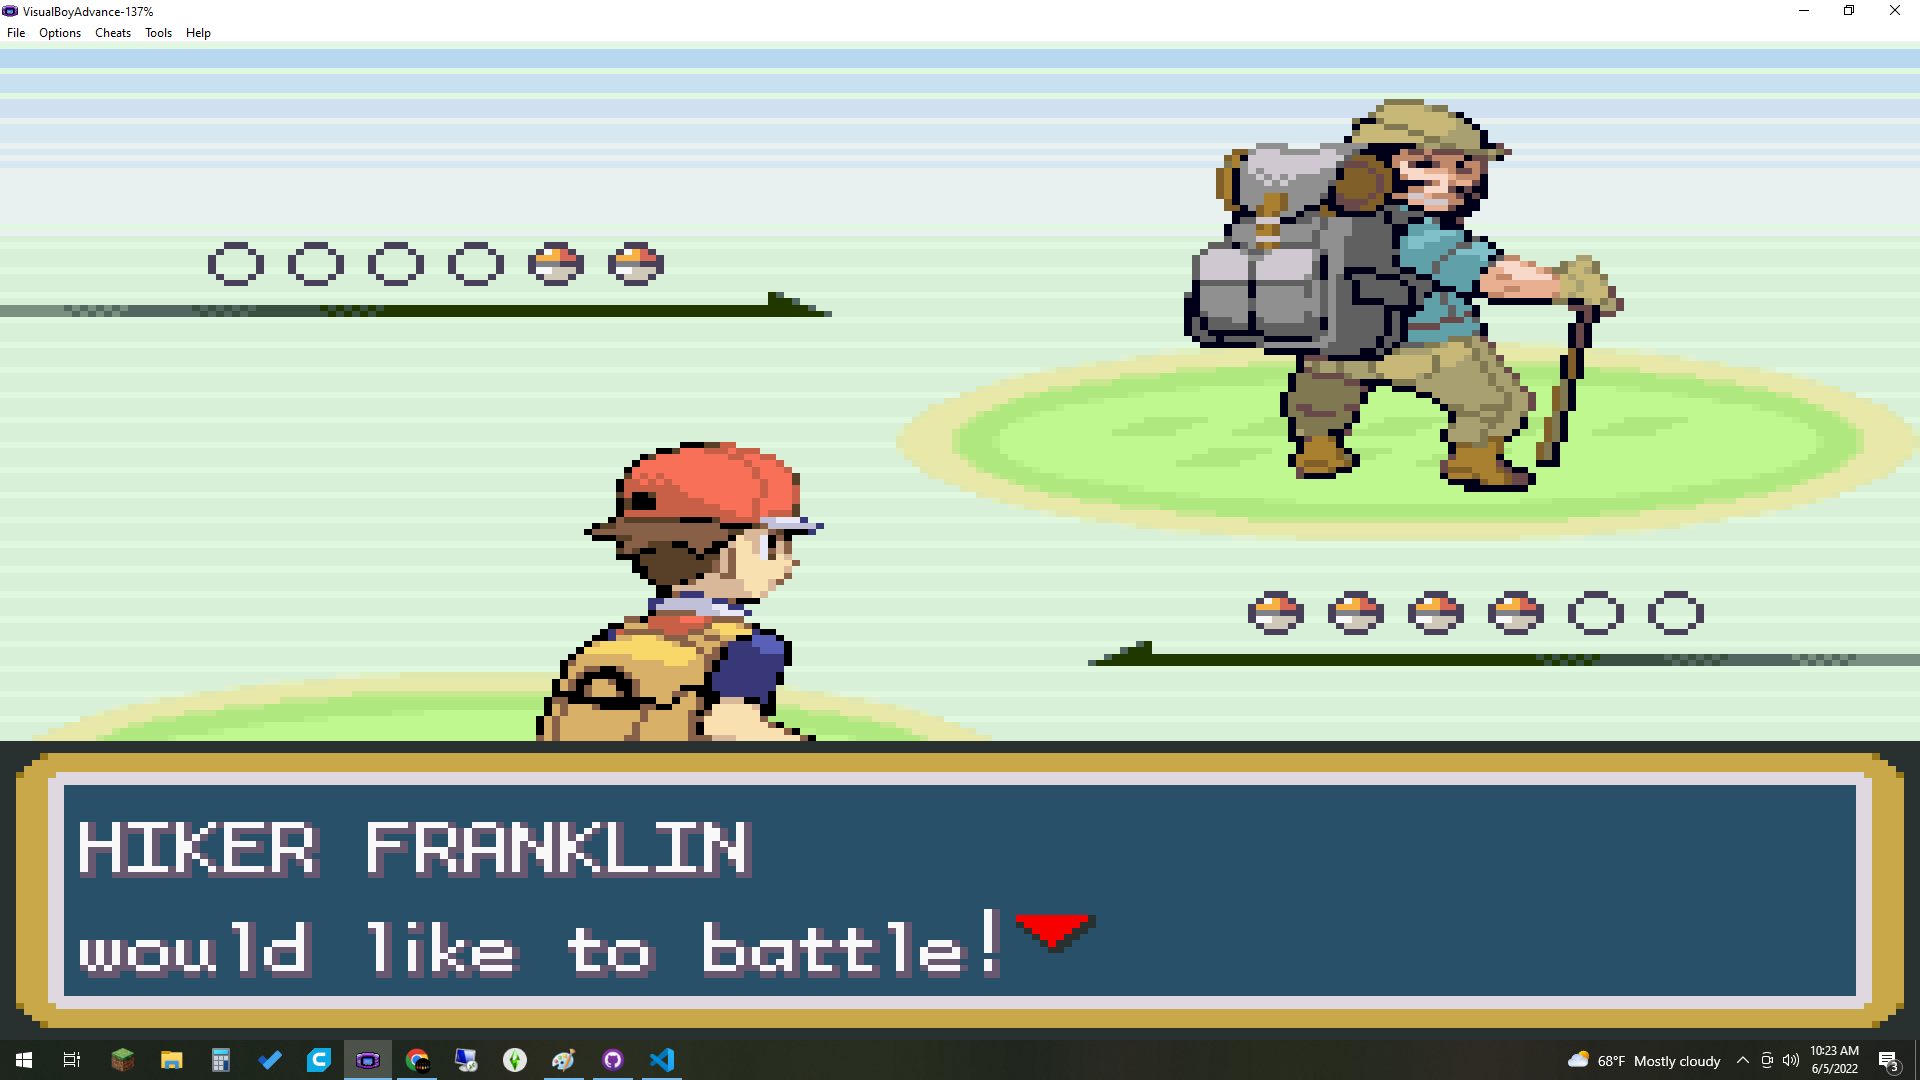 VisualBoyAdvance-137%
File Options Cheats Tools Help
HIKER FRANKLIN
would like to battle!
68°F Mostly cloudy
10:23 AM
6/5/2022
3